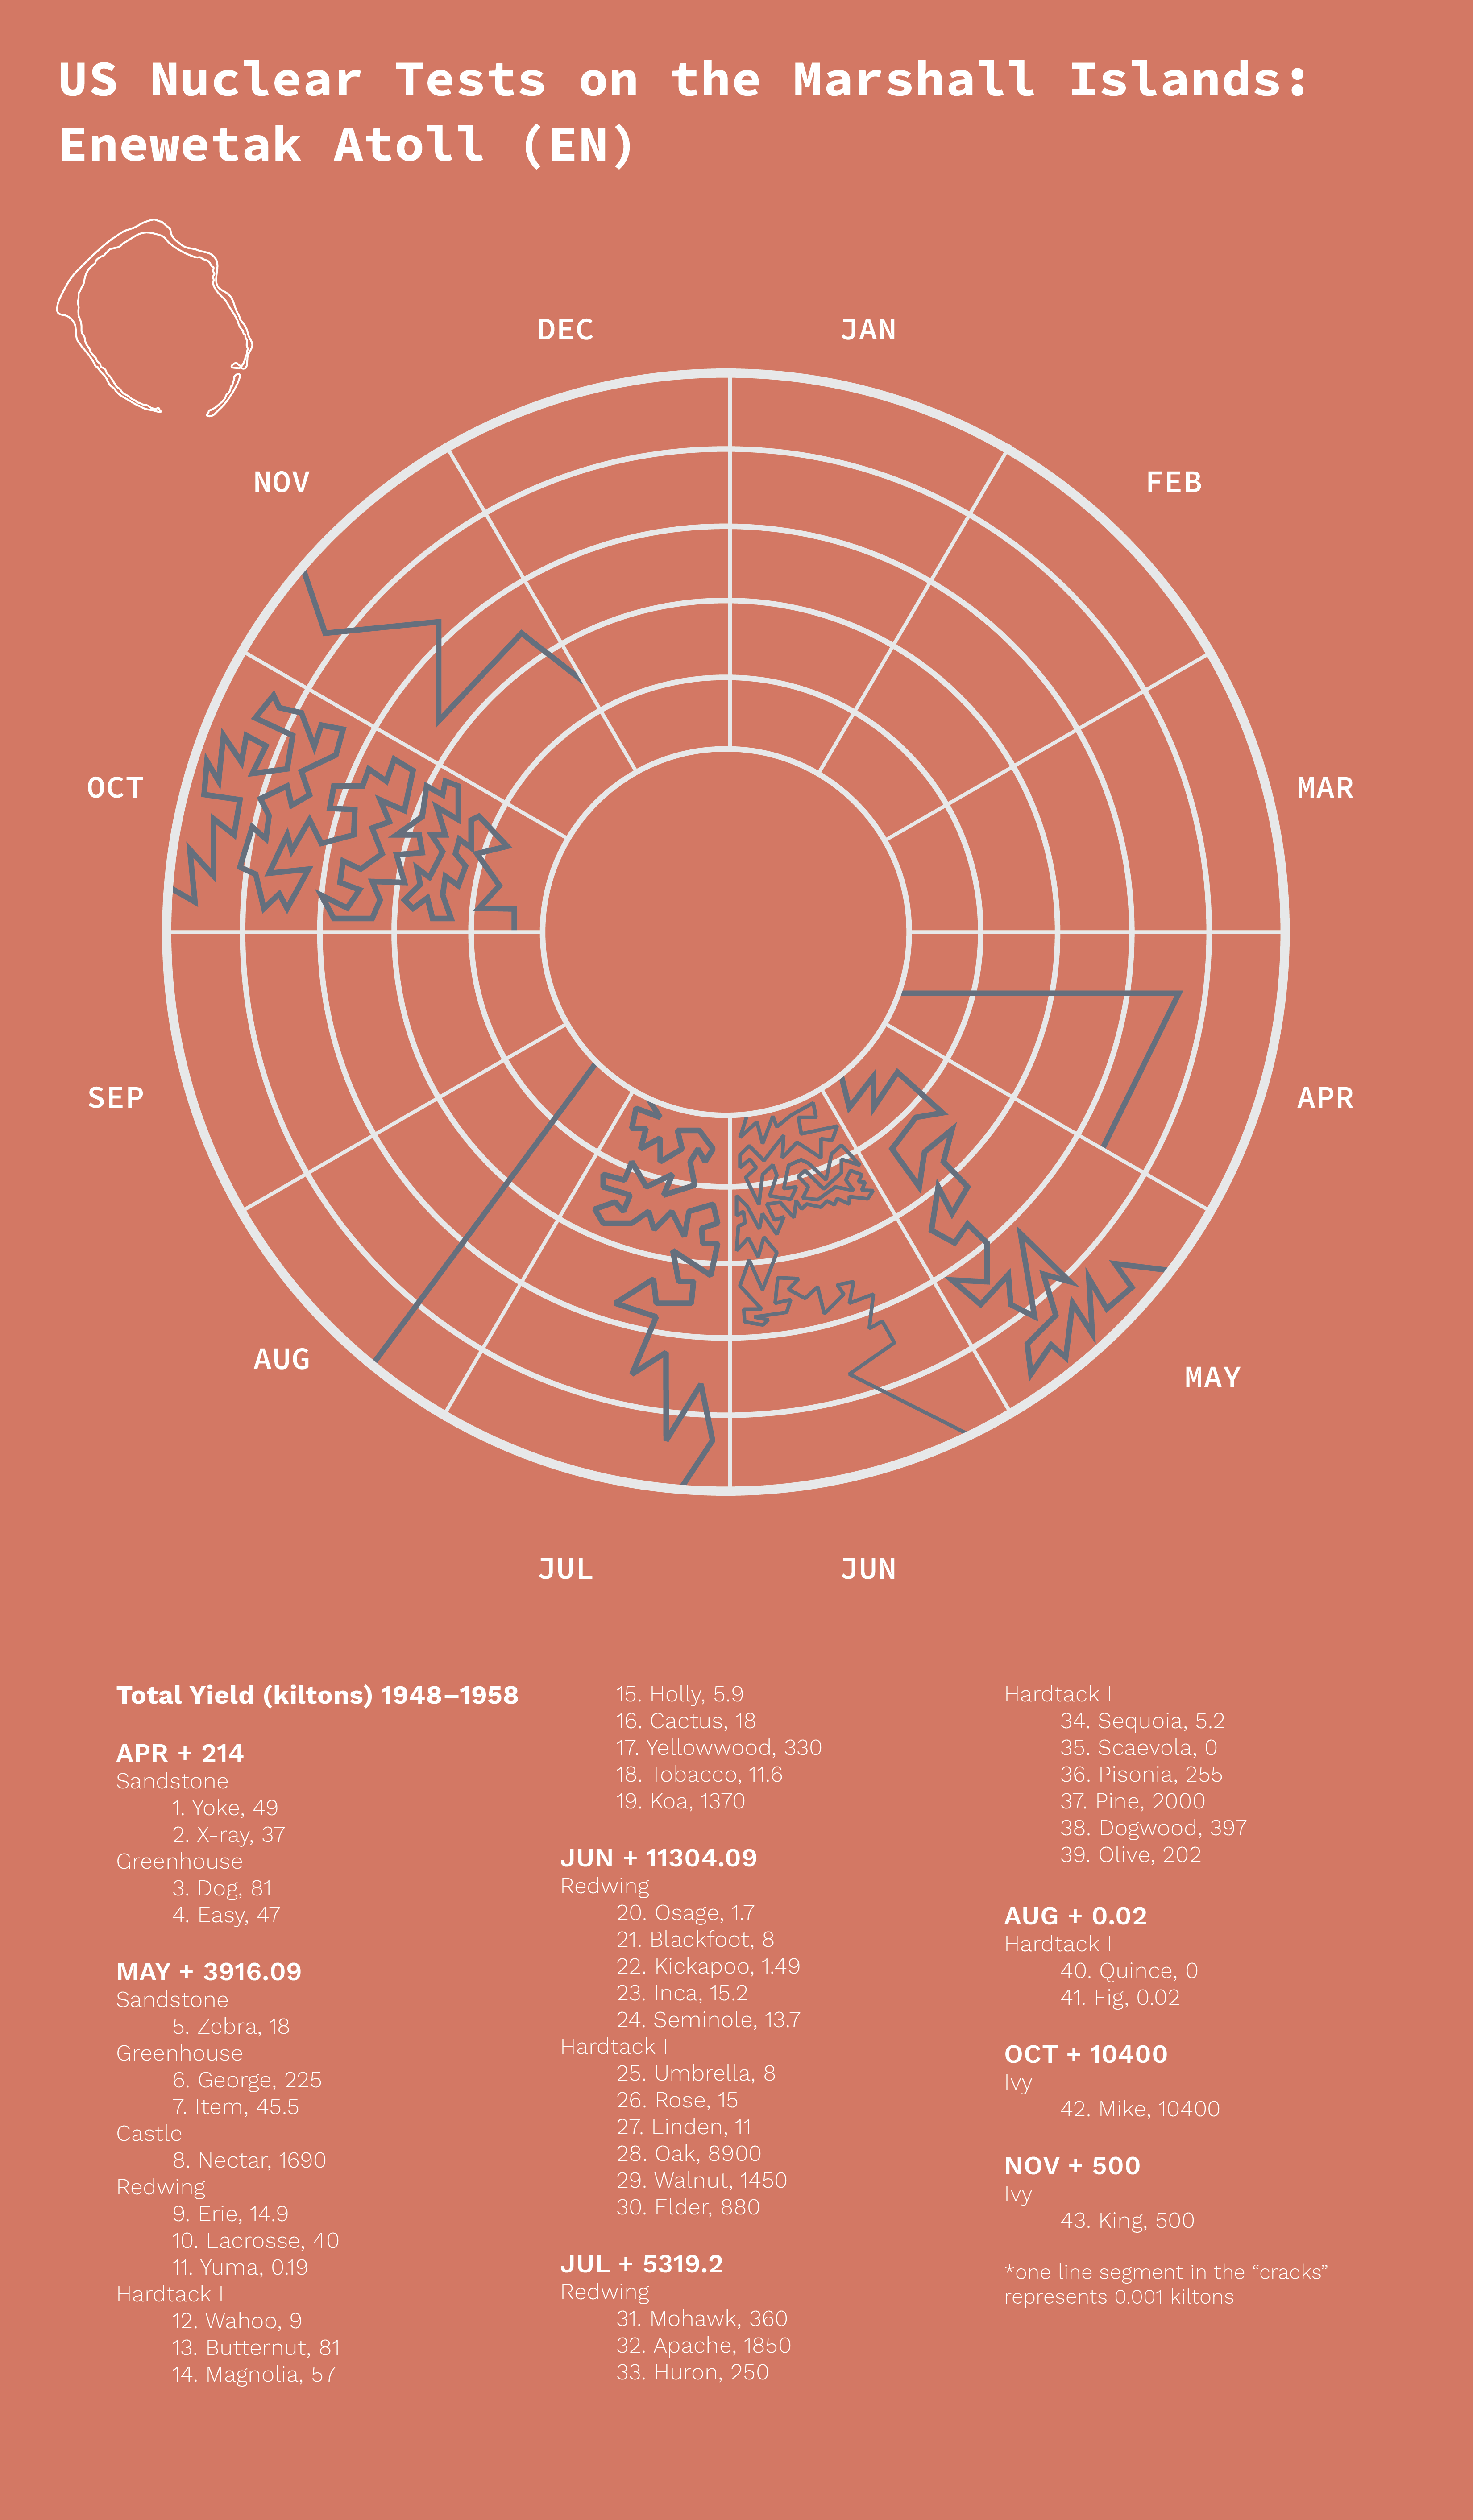 US Nuclear Tests on the Marshall Islands:
Enewetak Atoll (EN)
DEC
JAN
NOV
FEB
OCT
MAR
SEP
APR
AUG
MAY
JUL
JUN
Total Yield (kiltons) 1948–1958
APR + 214
Sandstone
1. Yoke, 49
2. X-ray, 37
Greenhouse
3. Dog, 81
4. Easy, 47
MAY + 3916.09
Sandstone
5. Zebra, 18
Greenhouse
6. George, 225
7. Item, 45.5
Castle
8. Nectar, 1690
Redwing
9. Erie, 14.9
10. Lacrosse, 40
11. Yuma, 0.19
Hardtack I
12. Wahoo, 9
13. Butternut, 81
14. Magnolia, 57
15. Holly, 5.9
16. Cactus, 18
17. Yellowwood, 330
18. Tobacco, 11.6
19. Koa, 1370
JUN + 11304.09
Redwing
20. Osage, 1.7
21. Blackfoot, 8
22. Kickapoo, 1.49
23. Inca, 15.2
24. Seminole, 13.7
Hardtack I
25. Umbrella, 8
26. Rose, 15
27. Linden, 11
28. Oak, 8900
29. Walnut, 1450
30. Elder, 880
JUL + 5319.2
Redwing
31. Mohawk, 360
32. Apache, 1850
33. Huron, 250
Hardtack I
34. Sequoia, 5.2
35. Scaevola, 0
36. Pisonia, 255
37. Pine, 2000
38. Dogwood, 397
39. Olive, 202
AUG + 0.02
Hardtack I
40. Quince, 0
41. Fig, 0.02
OCT + 10400
Ivy
42. Mike, 10400
NOV + 500
Ivy
43. King, 500
*one line segment in the “cracks”
represents 0.001 kiltons